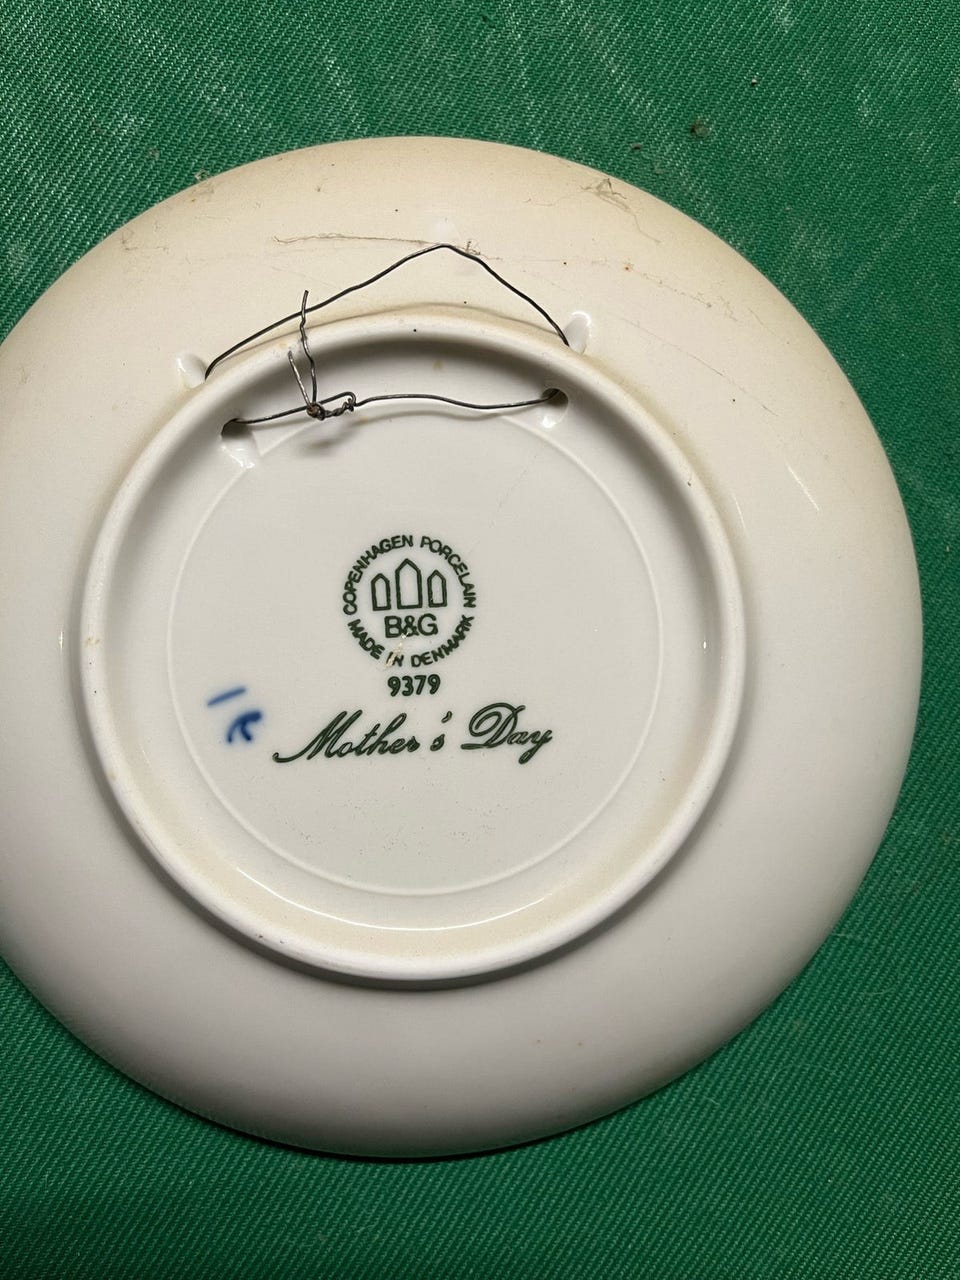 COPENHAGEN PORCELAIN
B&G
MADE IN DENMARK
9379
Mother's Day